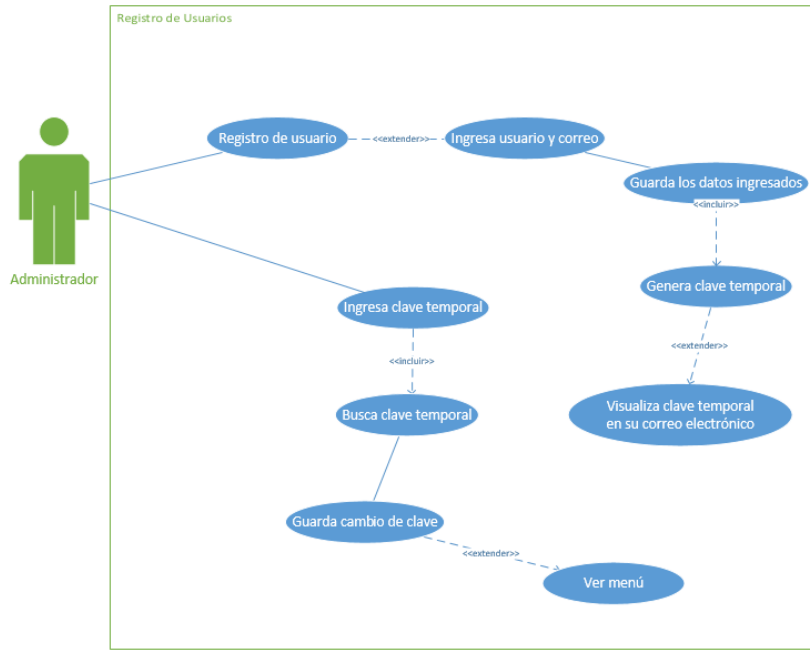 Registro de Usuarios
Registro de usuario
<<extender>>
Ingresa usuario y correo
Guarda los datos ingresados
<<incluir>>
Administrador
Ingresa clave temporal
Genera clave temporal
<<incluir>>
<<extender>>
Busca clave temporal
Visualiza clave temporal
en su correo electrónico
Guarda cambio de clave
<<extender>>
Ver menú